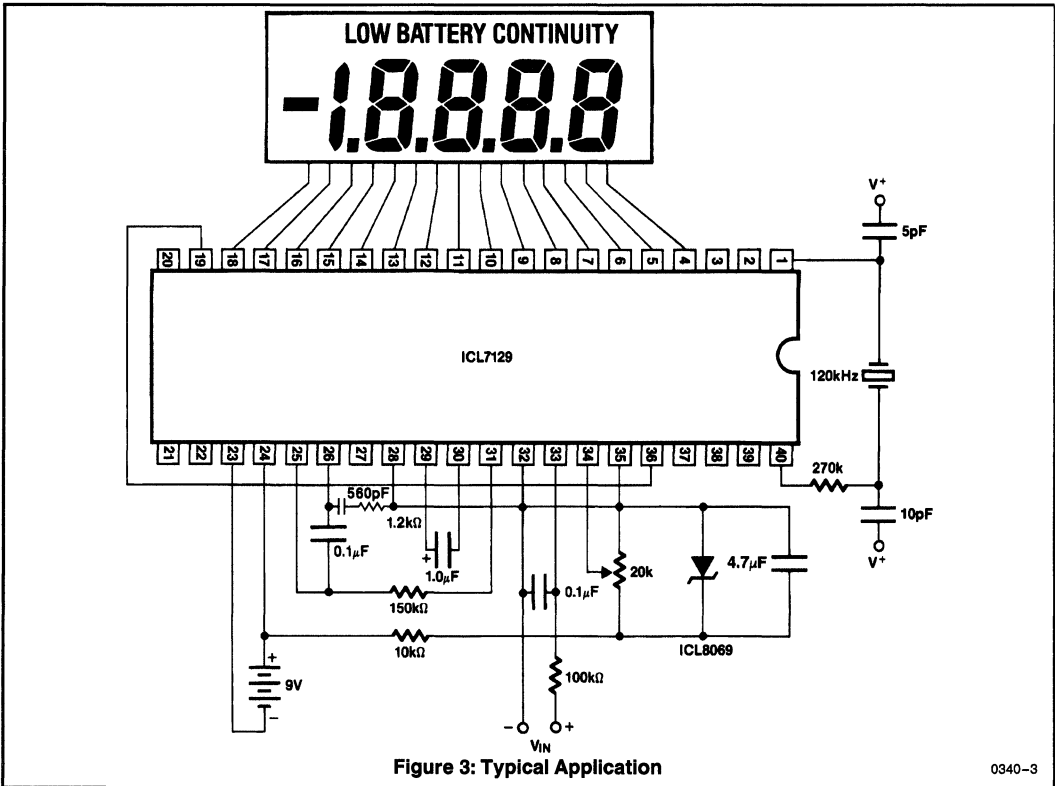 LOW BATTERY CONTINUITY
-1.8.8.8.8
V+
5pF
20 19 18 17 16 15 14 13 12 11 10 9 8 7 6 5 4 3 2 1
ICL7129
120kHz
21 22 23 24 25 26 27 28 29 30 31 32 33 34 35 36 37 38 39 40
270k
560pF
1.2kΩ
10pF
0.1μF
+
1.0μF
0.1μF
20k
4.7μF
V+
150kΩ
10kΩ
ICL8069
+
9V
−
100kΩ
− +
VIN
Figure 3: Typical Application
0340–3